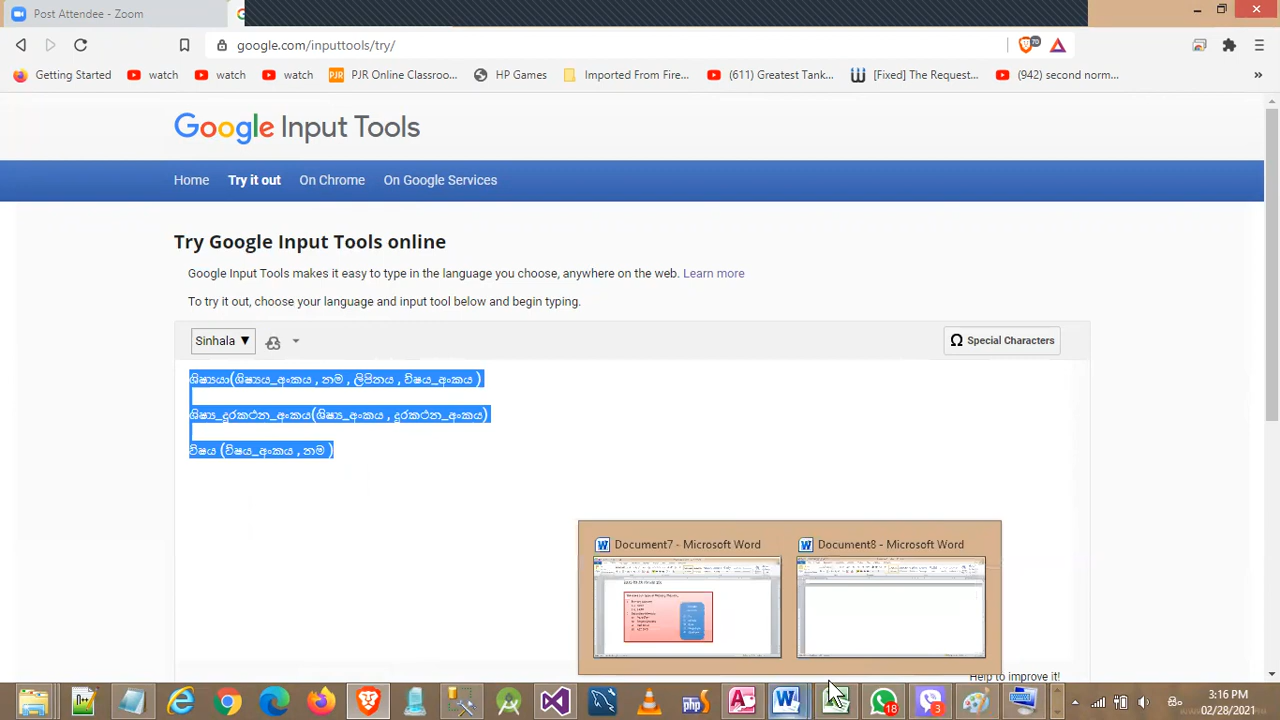 Post Attendee - Zoom
google.com/inputtools/try/
70
Getting Started
watch
watch
watch
PJR
PJR Online Classroo...
HP Games
Imported From Fire...
(611) Greatest Tank...
[Fixed] The Request...
(942) second norm...
»
Google Input Tools
Home
Try it out
On Chrome
On Google Services
Try Google Input Tools online
Google Input Tools makes it easy to type in the language you choose, anywhere on the web. Learn more
To try it out, choose your language and input tool below and begin typing.
Sinhala ▼
Ω Special Characters
ශිෂ්‍යයා(ශිෂ්‍යය_අංකය , නම , ලිපිනය , විෂය_අංකය )
ශිෂ්‍ය_දුරකථන_අංකය(ශිෂ්‍ය_අංකය , දුරකථන_අංකය)
විෂය (විෂය_අංකය , නම )
Document7 - Microsoft Word
Document8 - Microsoft Word
Help to improve it!
php
18
3
3:16 PM
02/28/2021